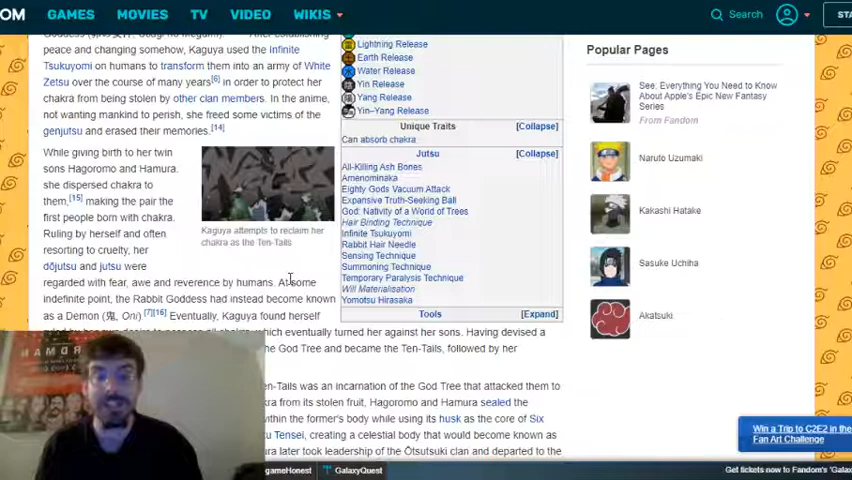 OM
GAMES
MOVIES
TV
VIDEO
WIKIS
Search
STA
peace and changing somehow, Kaguya used the Infinite
Tsukuyomi on humans to transform them into an army of White
Zetsu over the course of many years[6] in order to protect her
chakra from being stolen by other clan members. In the anime,
not wanting mankind to perish, she freed some victims of the
genjutsu and erased their memories.[14]
While giving birth to her twin
sons Hagoromo and Hamura,
she dispersed chakra to
them,[15] making the pair the
first people born with chakra.
Ruling by herself and often
resorting to cruelty, her
dōjutsu and jutsu were
regarded with fear, awe and reverence by humans. At some
indefinite point, the Rabbit Goddess had instead become known
as a Demon (鬼, Oni).[7][16] Eventually, Kaguya found herself
which eventually turned her against her sons. Having devised a
the God Tree and became the Ten-Tails, followed by her
en-Tails was an incarnation of the God Tree that attacked them to
kra from its stolen fruit. Hagoromo and Hamura sealed the
within the former's body while using its husk as the core of Six
Tensei, creating a celestial body that would become known as
ura later took leadership of the Ōtsutsuki clan and departed to the
Kaguya attempts to reclaim her
chakra as the Ten-Tails
Lightning Release
Earth Release
Water Release
Yin Release
Yang Release
Yin–Yang Release
Unique Traits [Collapse]
Can absorb chakra
Jutsu [Collapse]
All-Killing Ash Bones
Amenominaka
Eighty Gods Vacuum Attack
Expansive Truth-Seeking Ball
God: Nativity of a World of Trees
Hair Binding Technique
Infinite Tsukuyomi
Rabbit Hair Needle
Sensing Technique
Summoning Technique
Temporary Paralysis Technique
Will Materialisation
Yomotsu Hirasaka
Tools [Expand]
Popular Pages
See: Everything You Need to Know
About Apple's Epic New Fantasy
Series
From Fandom
Naruto Uzumaki
Kakashi Hatake
Sasuke Uchiha
Akatsuki
Win a Trip to C2E2 in the
Fan Art Challenge
gameHonest
GalaxyQuest
Get tickets now to Fandom's 'Galax